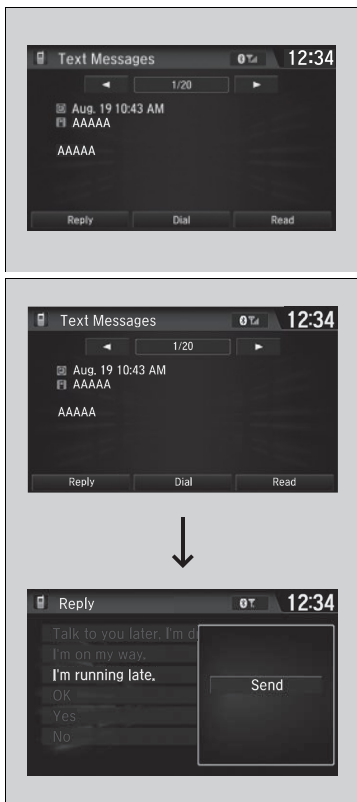 Text Messages 12:34
1/20
Aug. 19 10:43 AM
AAAAA
AAAAA
Reply Dial Read
Text Messages 12:34
1/20
Aug. 19 10:43 AM
AAAAA
AAAAA
Reply Dial Read
Reply 12:34
Talk to you later, I'm
I'm on my way.
I'm running late.
Send
OK
Yes
No